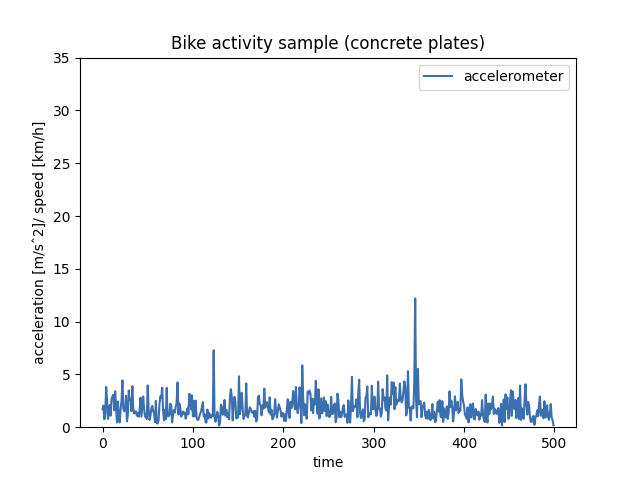 Bike activity sample (concrete plates)
accelerometer
acceleration [m/sˆ2]/ speed [km/h]
35
30
25
20
15
10
5
0
0 100 200 300 400 500
time